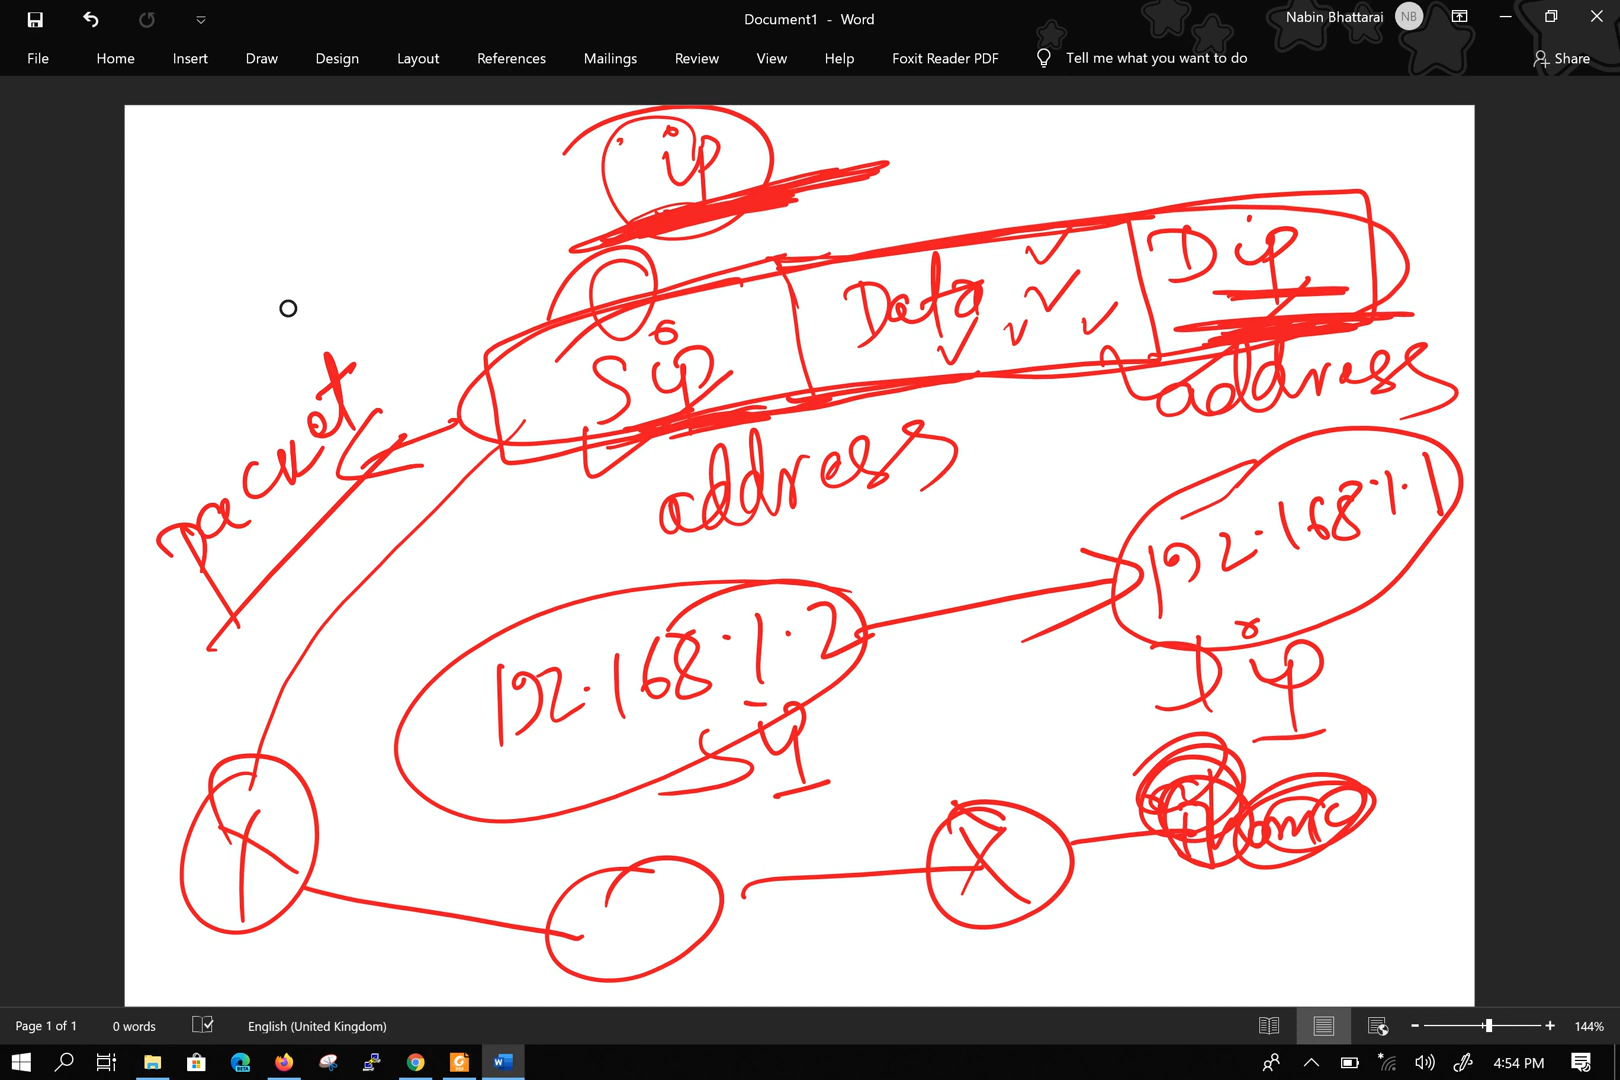 Document1 - Word
Nabin Bhattarai NB
File Home Insert Draw Design Layout References Mailings Review View Help Foxit Reader PDF Tell me what you want to do Share
ip
Sip Data Dip
address
address
packet
192.168.1.1
192.168.1.2
Dip
Sip
Page 1 of 1 0 words English (United Kingdom) 144%
BETA
4:54 PM